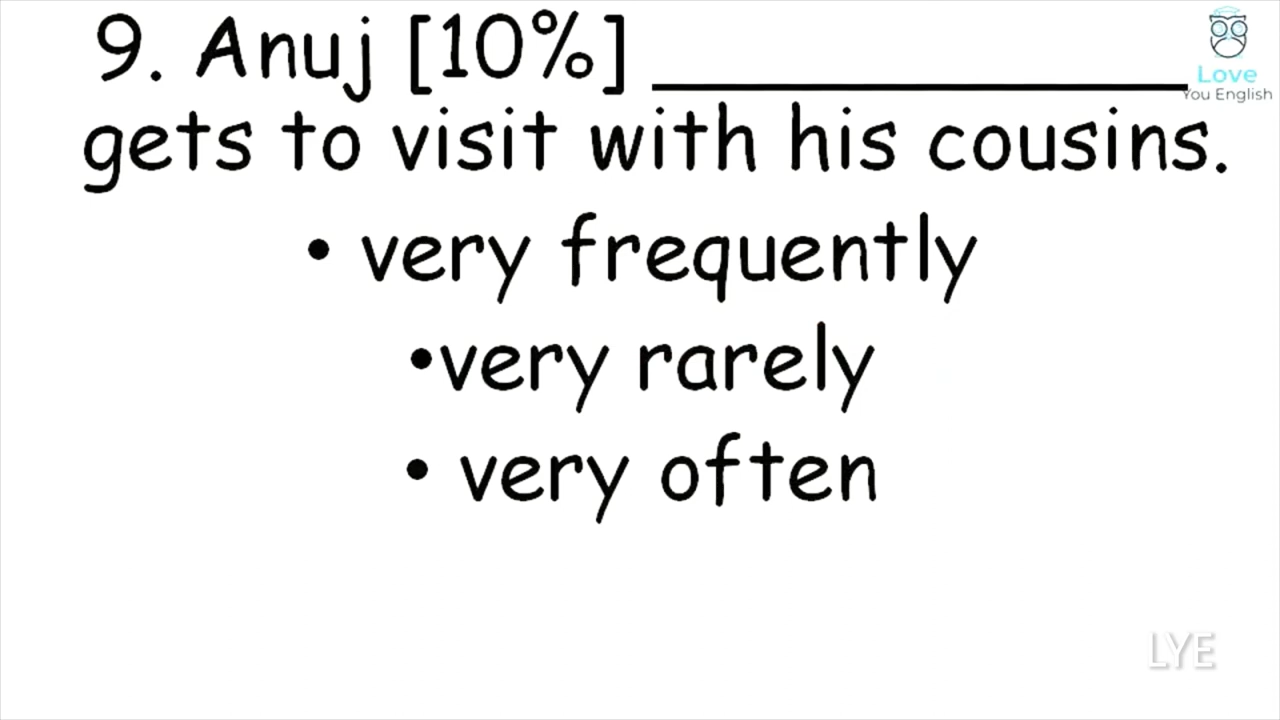 9. Anuj [10%] ____________
gets to visit with his cousins.
• very frequently
•very rarely
• very often
Love
You English
LYE